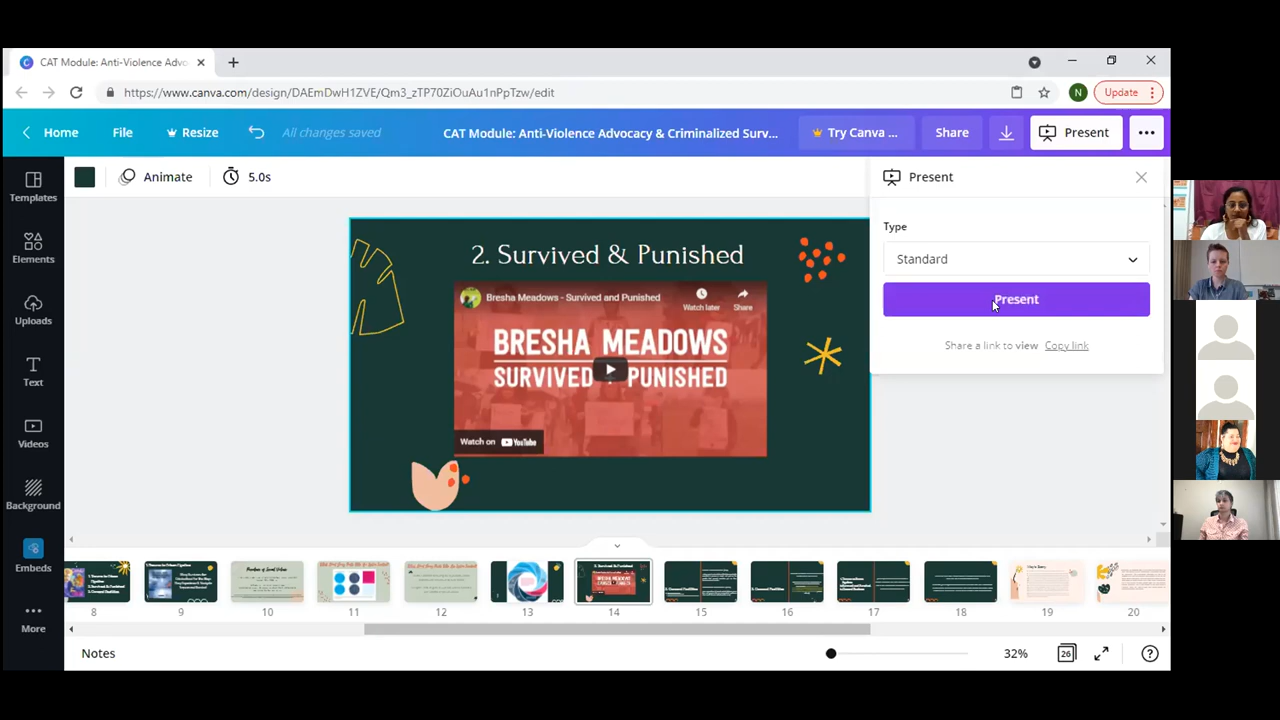 CAT Module: Anti-Violence Advo
https://www.canva.com/design/DAEmDwH1ZVE/Qm3_zTP70ZiOuAu1nPpTzw/edit
N
Update
Home
File
Resize
All changes saved
CAT Module: Anti-Violence Advocacy & Criminalized Surv...
Try Canva ...
Share
Present
Templates
Elements
Uploads
Text
Videos
Background
Embeds
More
Animate
5.0s
Present
Type
Standard
Present
Share a link to view Copy link
2. Survived & Punished
Bresha Meadows - Survived and Punished
Watch later
Share
BRESHA MEADOWS
SURVIVED + PUNISHED
Watch on YouTube
8
9
10
11
12
13
14
15
16
17
18
19
20
Notes
32%
26